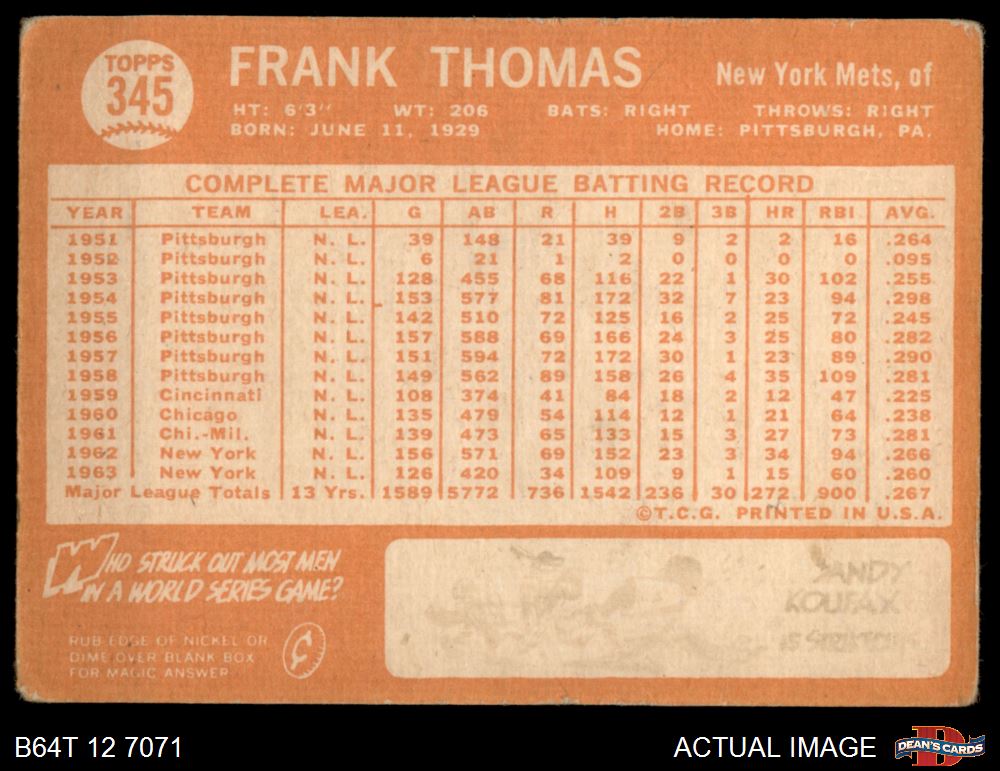 TOPPS
345
FRANK THOMAS
New York Mets, of
HT: 6'3" WT: 206 BATS: RIGHT THROWS: RIGHT
BORN: JUNE 11, 1929 HOME: PITTSBURGH, PA.
COMPLETE MAJOR LEAGUE BATTING RECORD
YEAR TEAM LEA. G AB R H 2B 3B HR RBI AVG.
1951 Pittsburgh N. L. 39 148 21 39 9 2 2 16 .264
1952 Pittsburgh N. L. 6 21 1 2 0 0 0 0 .095
1953 Pittsburgh N. L. 128 455 68 116 22 1 30 102 .255
1954 Pittsburgh N. L. 153 577 81 172 32 7 23 94 .298
1955 Pittsburgh N. L. 142 510 72 125 16 2 25 72 .245
1956 Pittsburgh N. L. 157 588 69 166 24 3 25 80 .282
1957 Pittsburgh N. L. 151 594 72 172 30 1 23 89 .290
1958 Pittsburgh N. L. 149 562 89 158 26 4 35 109 .281
1959 Cincinnati N. L. 108 374 41 84 18 2 12 47 .225
1960 Chicago N. L. 135 479 54 114 12 1 21 64 .238
1961 Chi.-Mil. N. L. 139 473 65 133 15 3 27 73 .281
1962 New York N. L. 156 571 69 152 23 3 34 94 .266
1963 New York N. L. 126 420 34 109 9 1 15 60 .260
Major League Totals 13 Yrs. 1589 5772 736 1542 236 30 272 900 .267
©T.C.G. PRINTED IN U.S.A.
WHO STRUCK OUT MOST MEN
IN A WORLD SERIES GAME?
RUB EDGE OF NICKEL OR
DIME OVER BLANK BOX
FOR MAGIC ANSWER
SANDY
KOUFAX
B64T 12 7071
ACTUAL IMAGE
DEAN'S CARDS